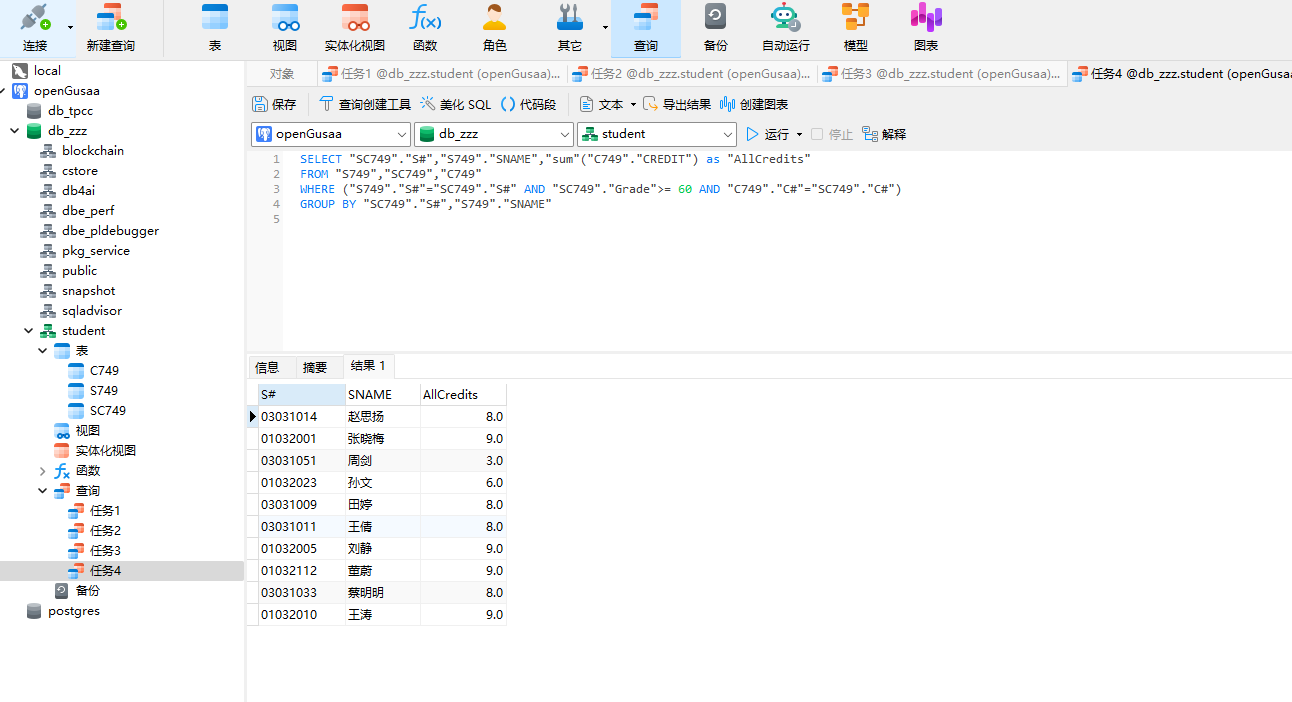 连接 新建查询 表 视图 实体化视图 函数 角色 其它 查询 备份 自动运行 模型 图表
local
openGusaa
db_tpcc
db_zzz
blockchain
cstore
db4ai
dbe_perf
dbe_pldebugger
pkg_service
public
snapshot
sqladvisor
student
表
C749
S749
SC749
视图
实体化视图
函数
查询
任务1
任务2
任务3
任务4
备份
postgres
对象 任务1 @db_zzz.student (openGusaa)... 任务2 @db_zzz.student (openGusaa)... 任务3 @db_zzz.student (openGusaa)... 任务4 @db_zzz.student (openGusaa
保存 查询创建工具 美化 SQL () 代码段 文本 导出结果 创建图表
openGusaa db_zzz student 运行 停止 解释
1 SELECT "SC749"."S#","S749"."SNAME","sum"("C749"."CREDIT") as "AllCredits"
2 FROM "S749","SC749","C749"
3 WHERE ("S749"."S#"="SC749"."S#" AND "SC749"."Grade">= 60 AND "C749"."C#"="SC749"."C#")
4 GROUP BY "SC749"."S#","S749"."SNAME"
5
信息 摘要 结果 1
S# SNAME AllCredits
03031014 赵思扬 8.0
01032001 张晓梅 9.0
03031051 周剑 3.0
01032023 孙文 6.0
03031009 田婷 8.0
03031011 王倩 8.0
01032005 刘静 9.0
01032112 董蔚 9.0
03031033 蔡明明 8.0
01032010 王涛 9.0